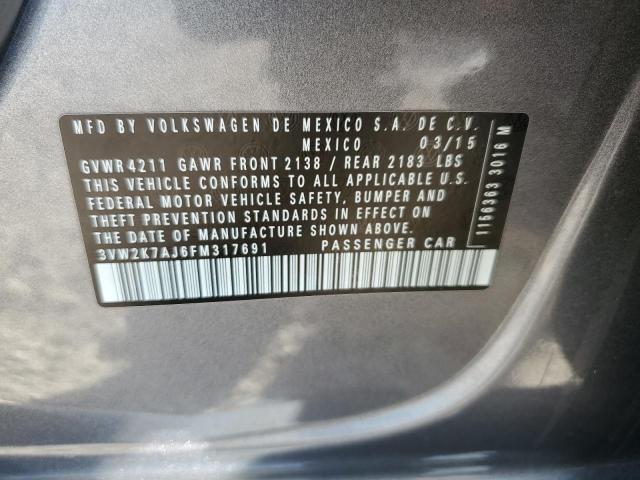 MFD BY VOLKSWAGEN DE MEXICO S.A. DE C.V.
MEXICO 03/15
GVWR 4211 GAWR FRONT 2138 / REAR 2183 LBS
THIS VEHICLE CONFORMS TO ALL APPLICABLE U.S.
FEDERAL MOTOR VEHICLE SAFETY, BUMPER AND
THEFT PREVENTION STANDARDS IN EFFECT ON
THE DATE OF MANUFACTURE SHOWN ABOVE.
3VW2K7AJ6FM317691 PASSENGER CAR
1156363 3016 M